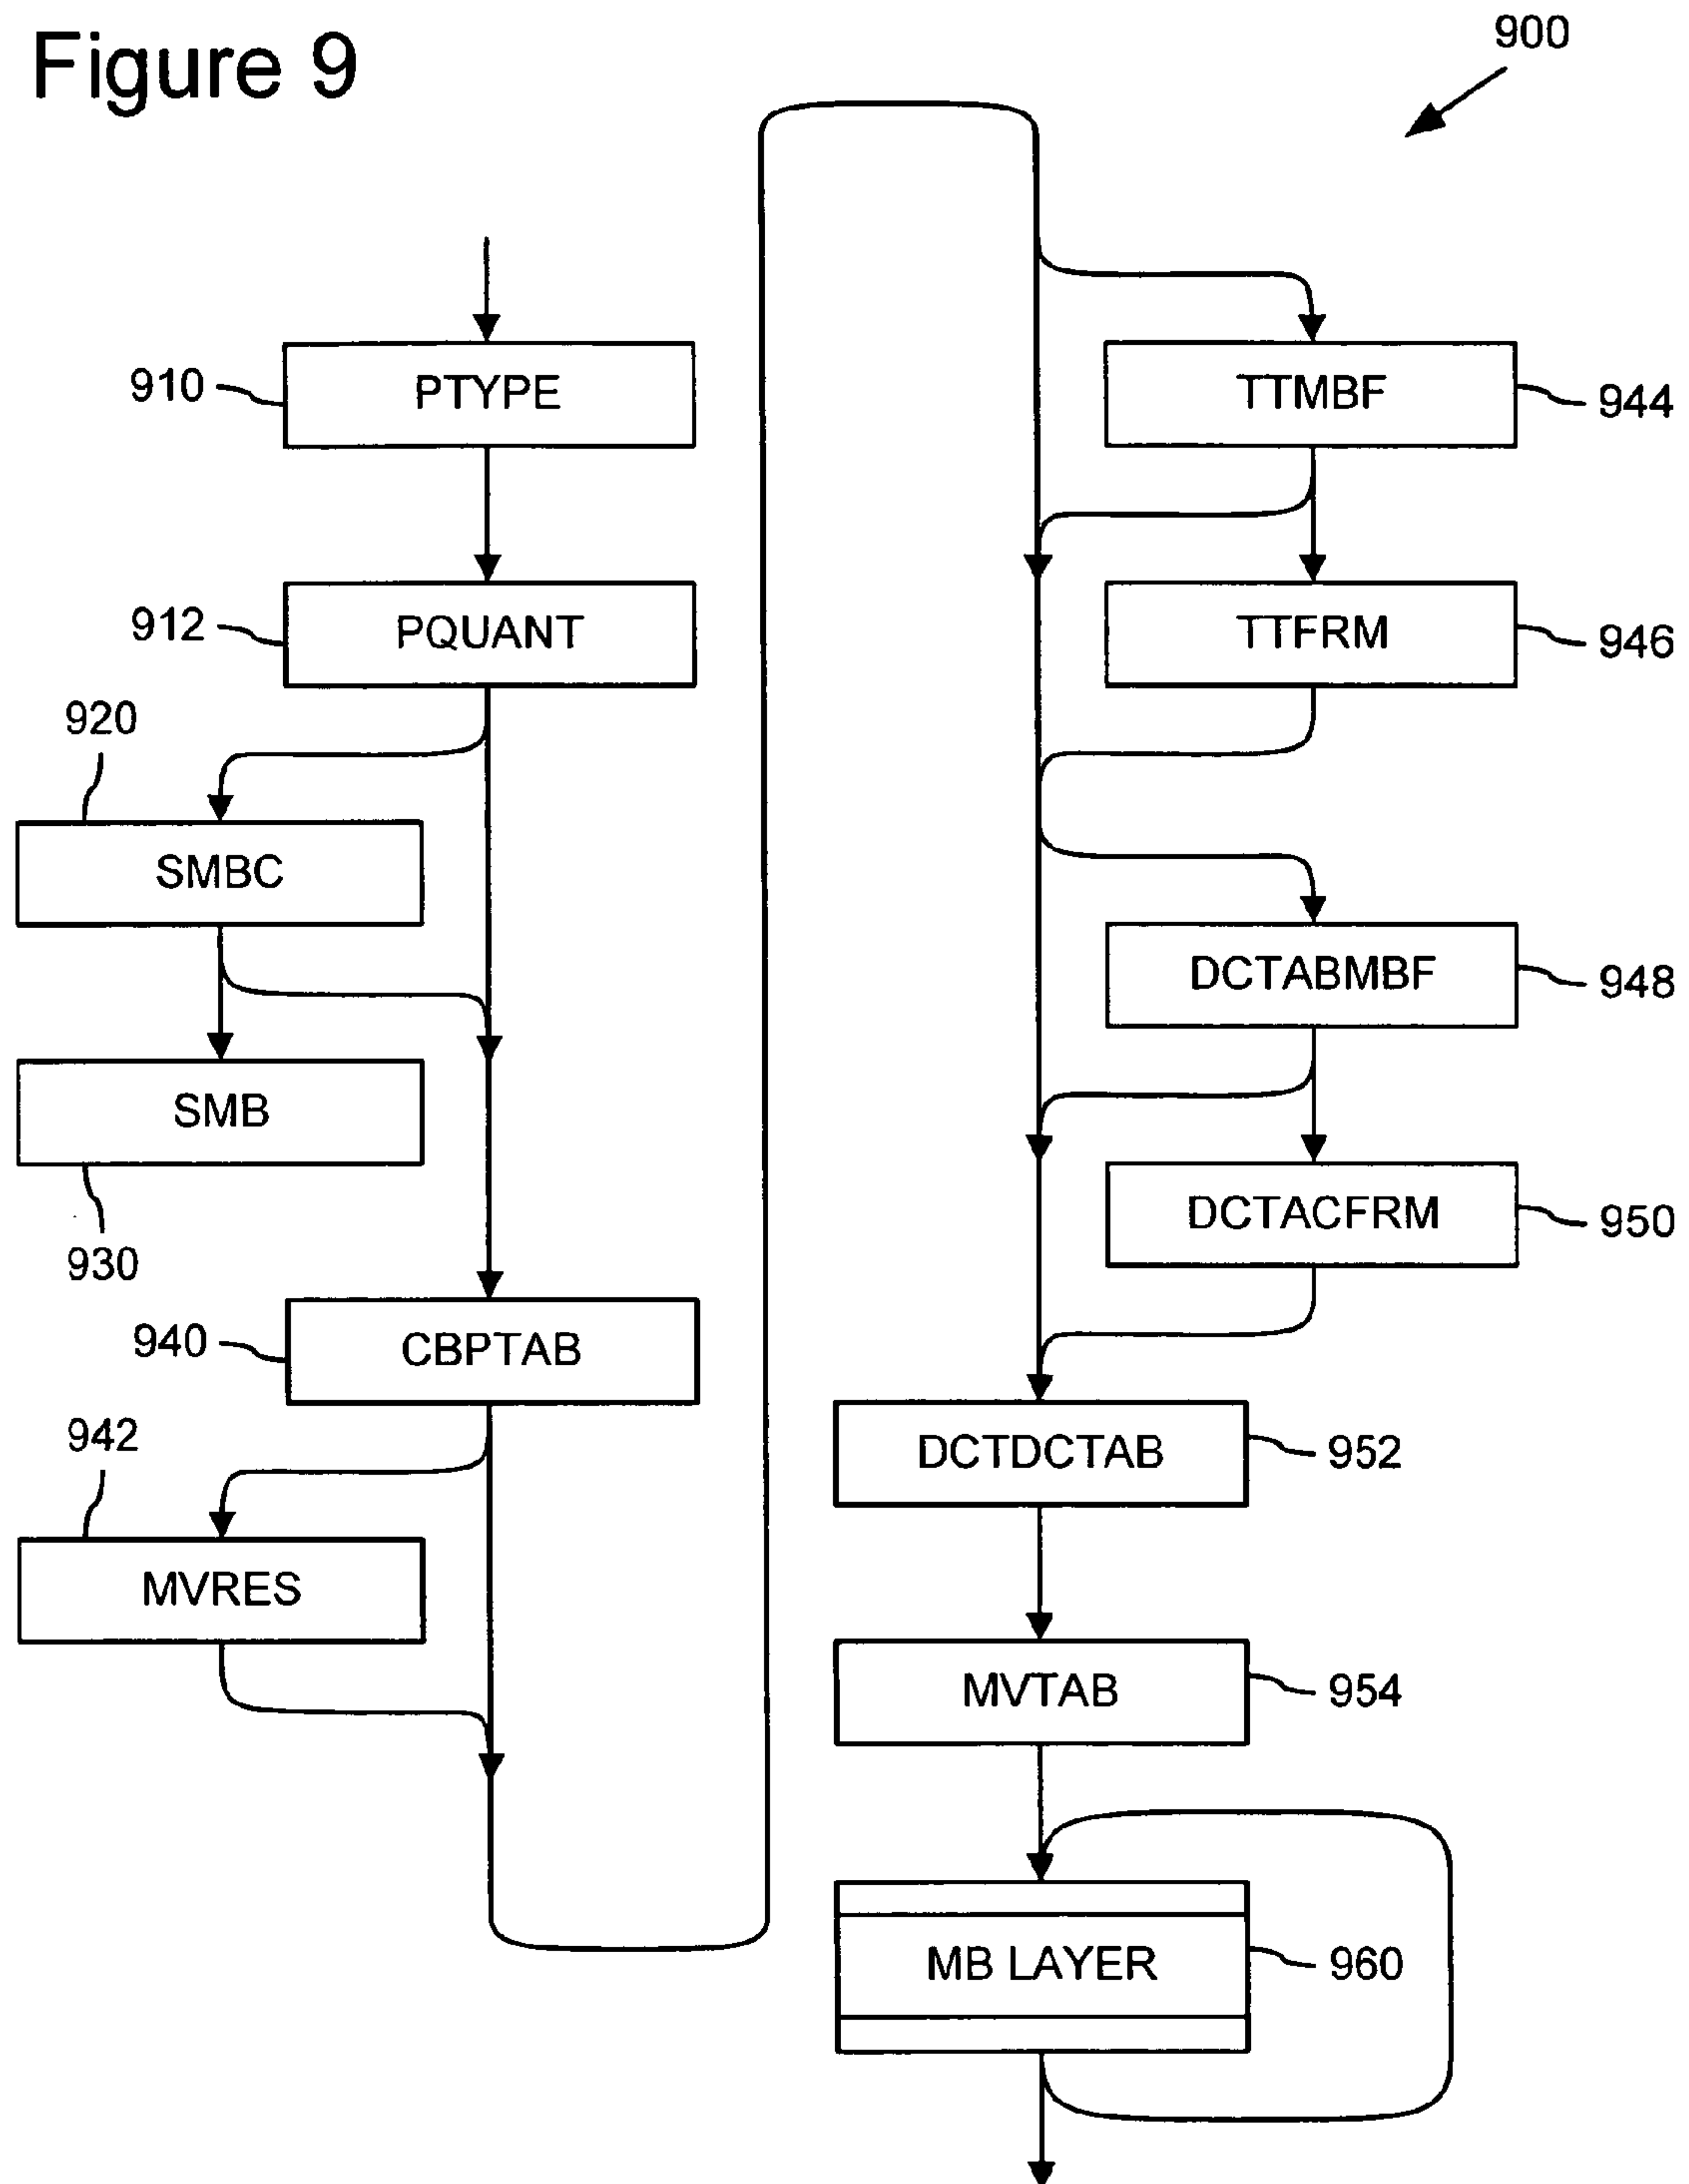 Figure 9
900
910
PTYPE
912
PQUANT
920
SMBC
SMB
930
940
CBPTAB
942
MVRES
TTMBF
944
TTFRM
946
DCTABMBF
948
DCTACFRM
950
DCTDCTAB
952
MVTAB
954
MB LAYER
960